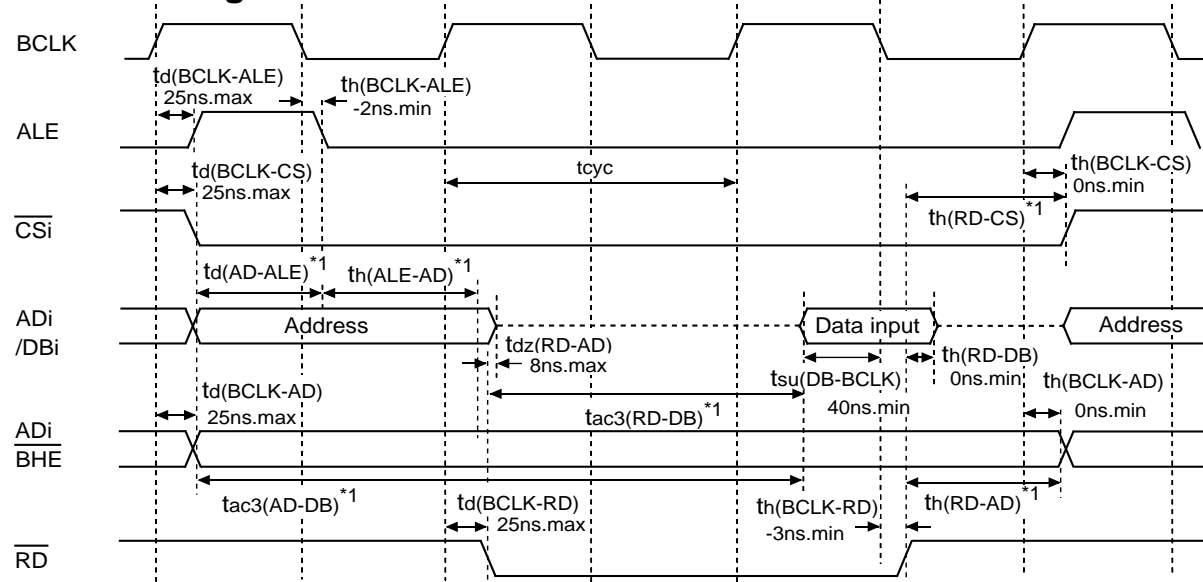 BCLK
td(BCLK-ALE)
25ns.max
th(BCLK-ALE)
-2ns.min
ALE
td(BCLK-CS)
25ns.max
tcyc
th(BCLK-CS)
0ns.min
th(RD-CS)*1
CSi
td(AD-ALE)*1
th(ALE-AD)*1
ADi
/DBi
Address
Data input
Address
tdz(RD-AD)
8ns.max
th(RD-DB)
0ns.min
tsu(DB-BCLK)
40ns.min
td(BCLK-AD)
25ns.max
th(BCLK-AD)
0ns.min
tac3(RD-DB)*1
ADi
BHE
tac3(AD-DB)*1
td(BCLK-RD)
25ns.max
th(BCLK-RD)
-3ns.min
th(RD-AD)*1
RD